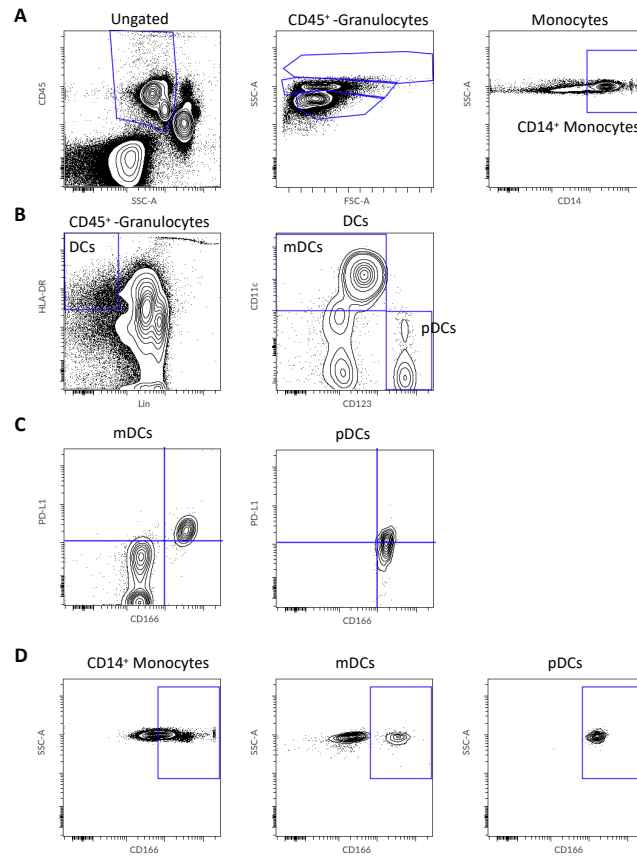 A
Ungated
CD45⁺ -Granulocytes
Monocytes
CD45
SSC-A
SSC-A
FSC-A
CD14⁺ Monocytes
SSC-A
CD14
B
CD45⁺ -Granulocytes
DCs
DCs
HLA-DR
Lin
mDCs
CD11c
pDCs
CD123
C
mDCs
pDCs
PD-L1
CD166
PD-L1
CD166
D
CD14⁺ Monocytes
mDCs
pDCs
SSC-A
CD166
SSC-A
CD166
SSC-A
CD166